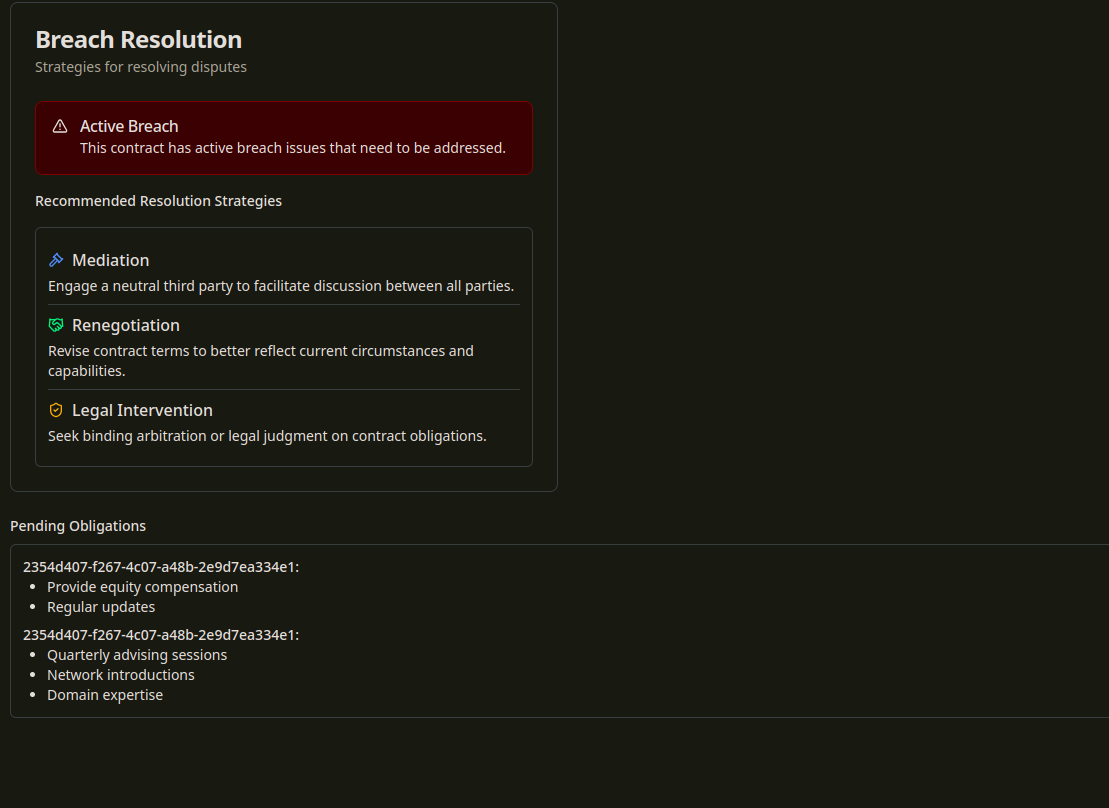 Breach Resolution
Strategies for resolving disputes
Active Breach
This contract has active breach issues that need to be addressed.
Recommended Resolution Strategies
Mediation
Engage a neutral third party to facilitate discussion between all parties.
Renegotiation
Revise contract terms to better reflect current circumstances and
capabilities.
Legal Intervention
Seek binding arbitration or legal judgment on contract obligations.
Pending Obligations
2354d407-f267-4c07-a48b-2e9d7ea334e1:
• Provide equity compensation
• Regular updates
2354d407-f267-4c07-a48b-2e9d7ea334e1:
• Quarterly advising sessions
• Network introductions
• Domain expertise